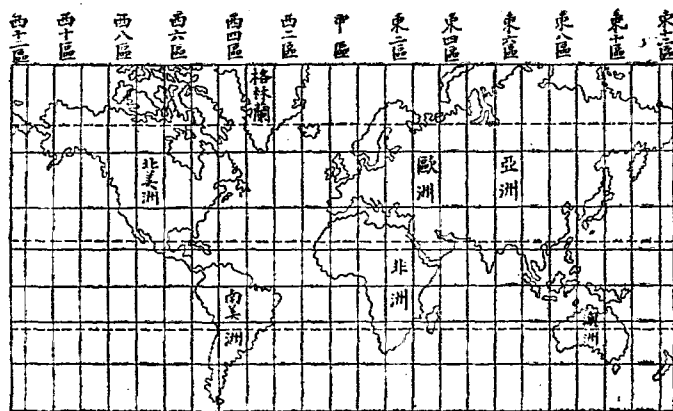 西十二區
西十區
西八區
西六區
西四區
西二區
中區
東二區
東四區
東六區
東八區
東十區
東十二區
格林蘭
北美洲
歐洲
亞洲
非洲
南美洲
澳洲